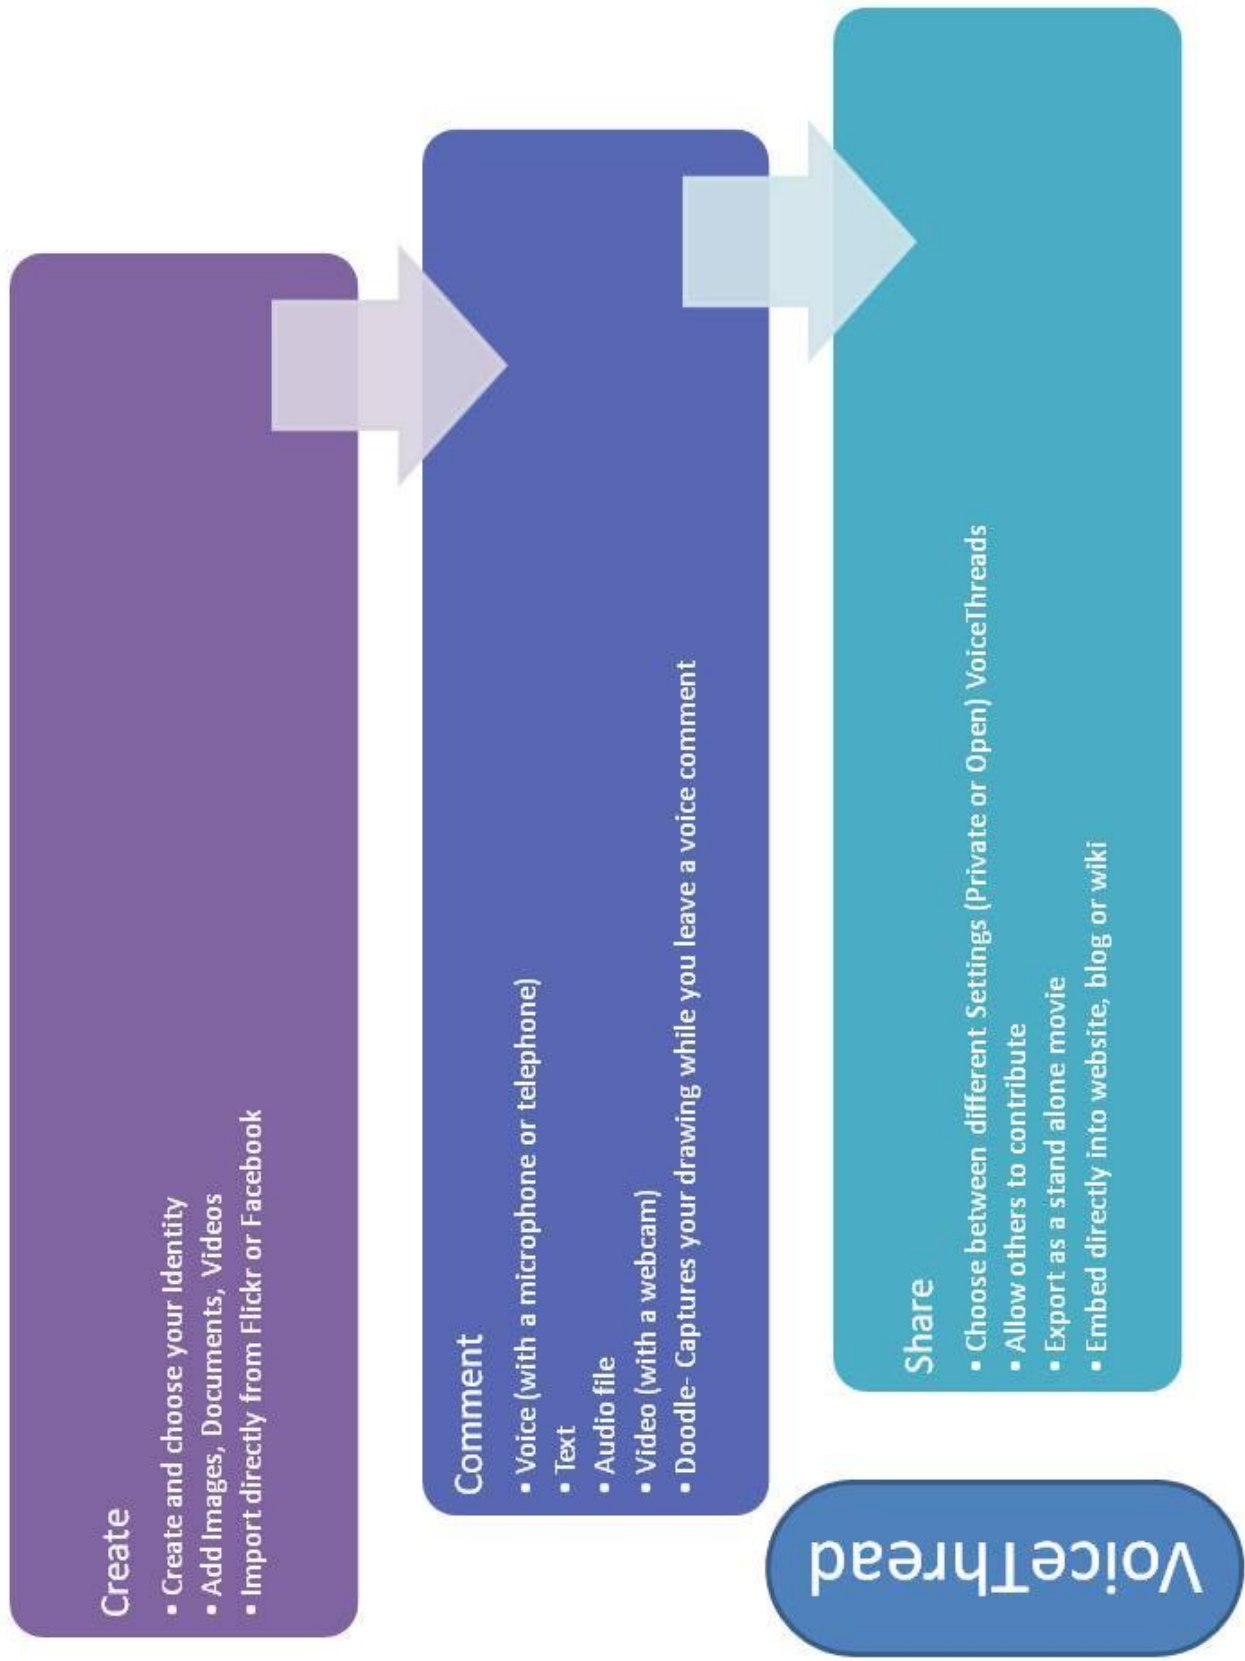 Create
• Create and choose your Identity
• Add Images, Documents, Videos
• Import directly from Flickr or Facebook
Comment
• Voice (with a microphone or telephone)
• Text
• Audio file
• Video (with a webcam)
• Doodle- Captures your drawing while you leave a voice comment
Share
• Choose between different Settings (Private or Open) VoiceThreads
• Allow others to contribute
• Export as a stand alone movie
• Embed directly into website, blog or wiki
VoiceThread